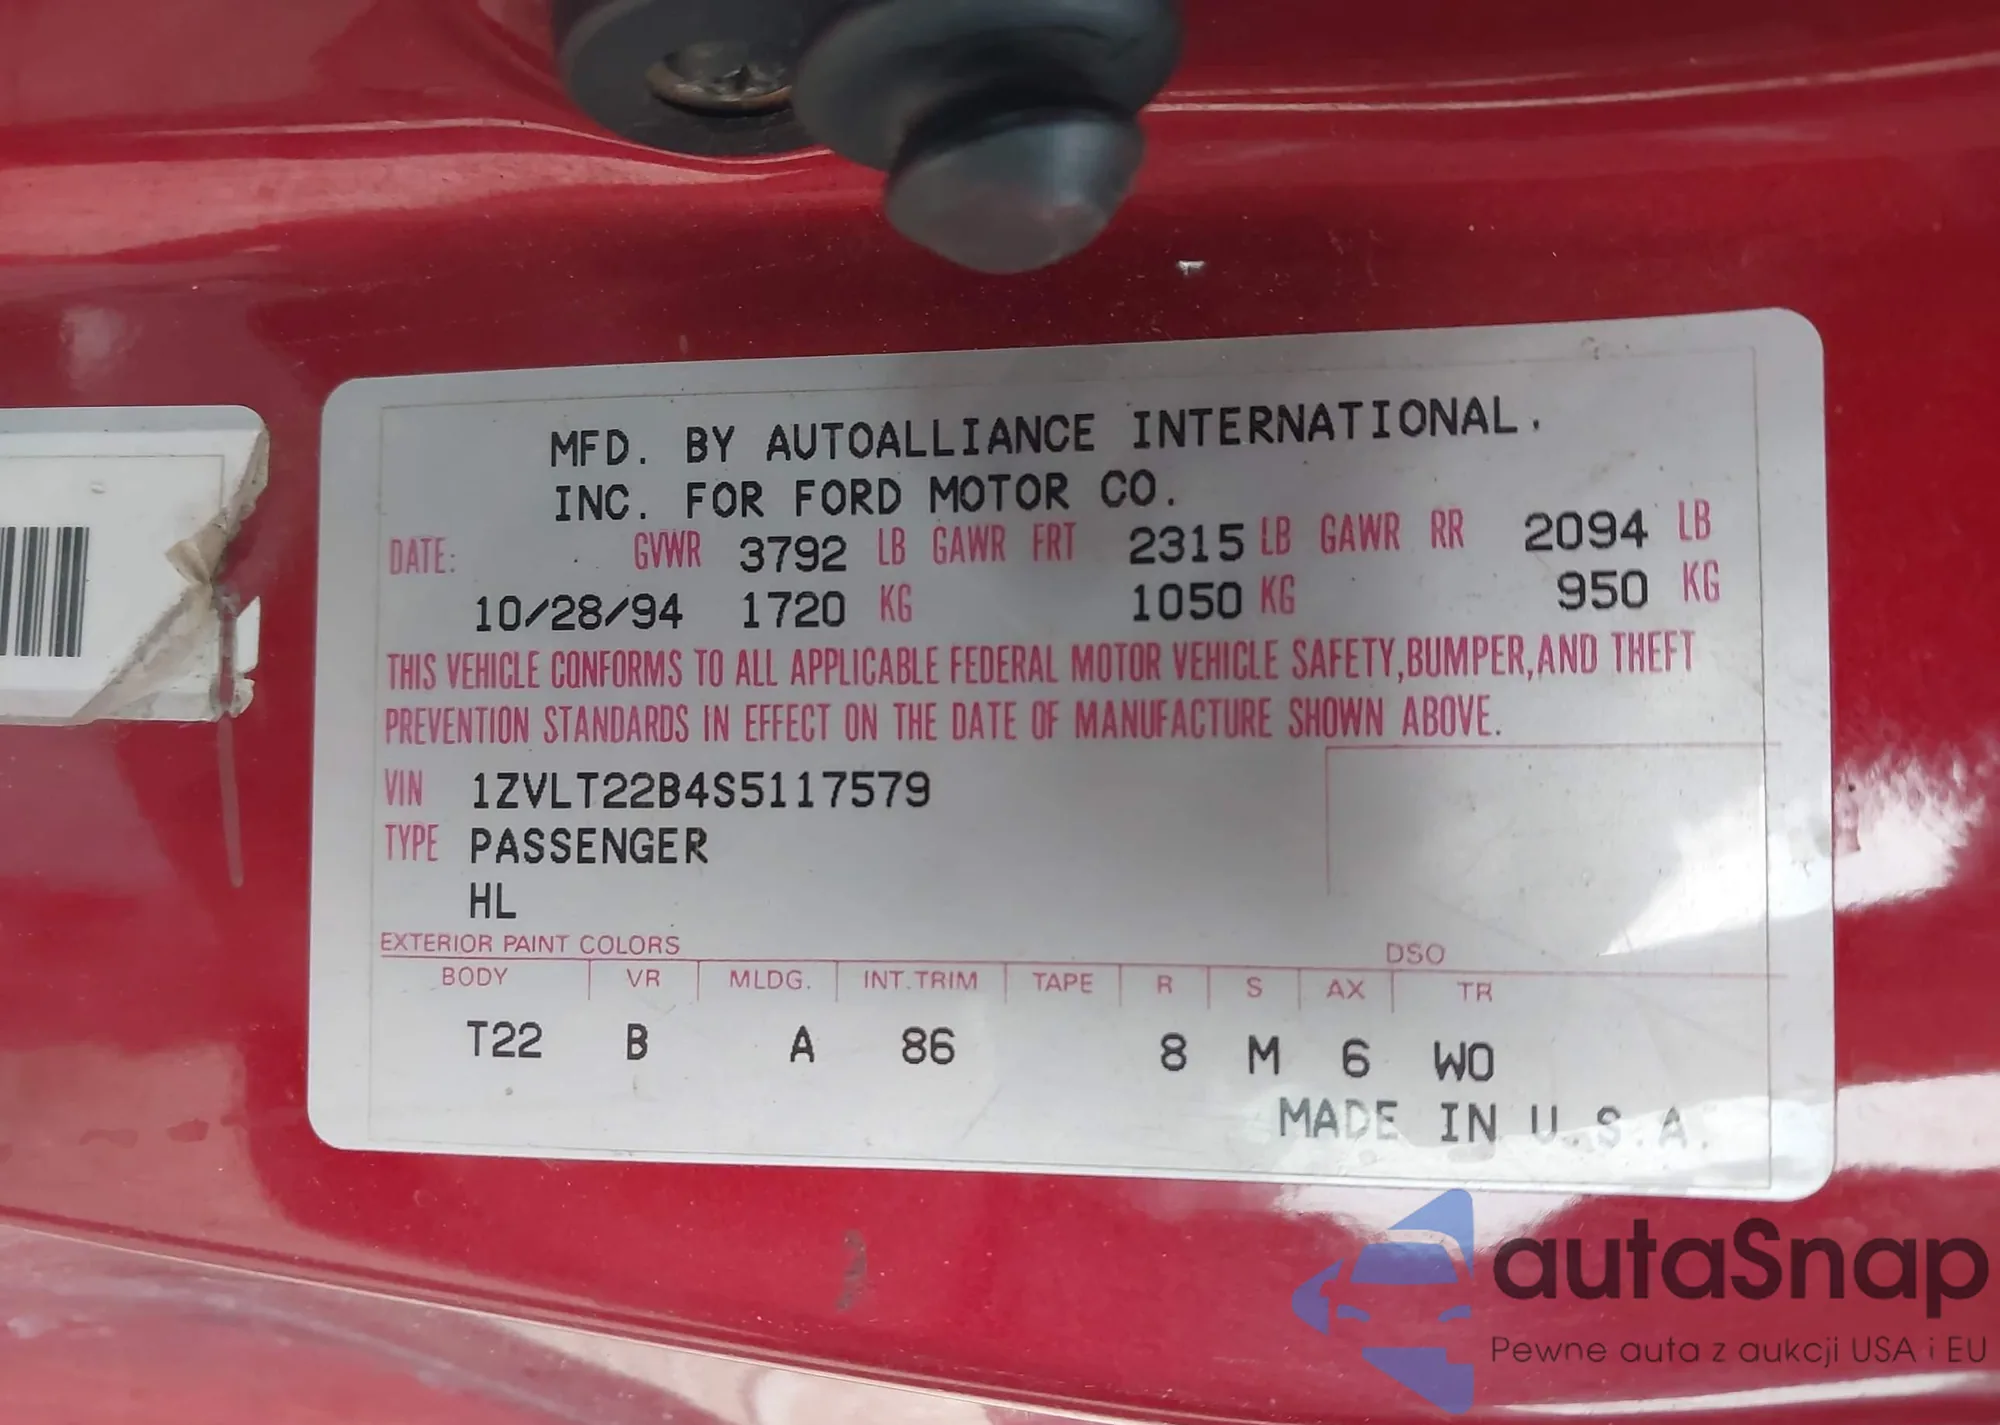 MFD. BY AUTOALLIANCE INTERNATIONAL.
INC. FOR FORD MOTOR CO.
DATE: GVWR 3792 LB GAWR FRT 2315 LB GAWR RR 2094 LB
10/28/94 1720 KG 1050 KG 950 KG
THIS VEHICLE CONFORMS TO ALL APPLICABLE FEDERAL MOTOR VEHICLE SAFETY,BUMPER,AND THEFT
PREVENTION STANDARDS IN EFFECT ON THE DATE OF MANUFACTURE SHOWN ABOVE.
VIN 1ZVLT22B4S5117579
TYPE PASSENGER
HL
EXTERIOR PAINT COLORS DSO
BODY VR MLDG. INT.TRIM TAPE R S AX TR
T22 B A 86 8 M 6 WO
MADE IN U.S.A.
autaSnap
Pewne auta z aukcji USA i EU